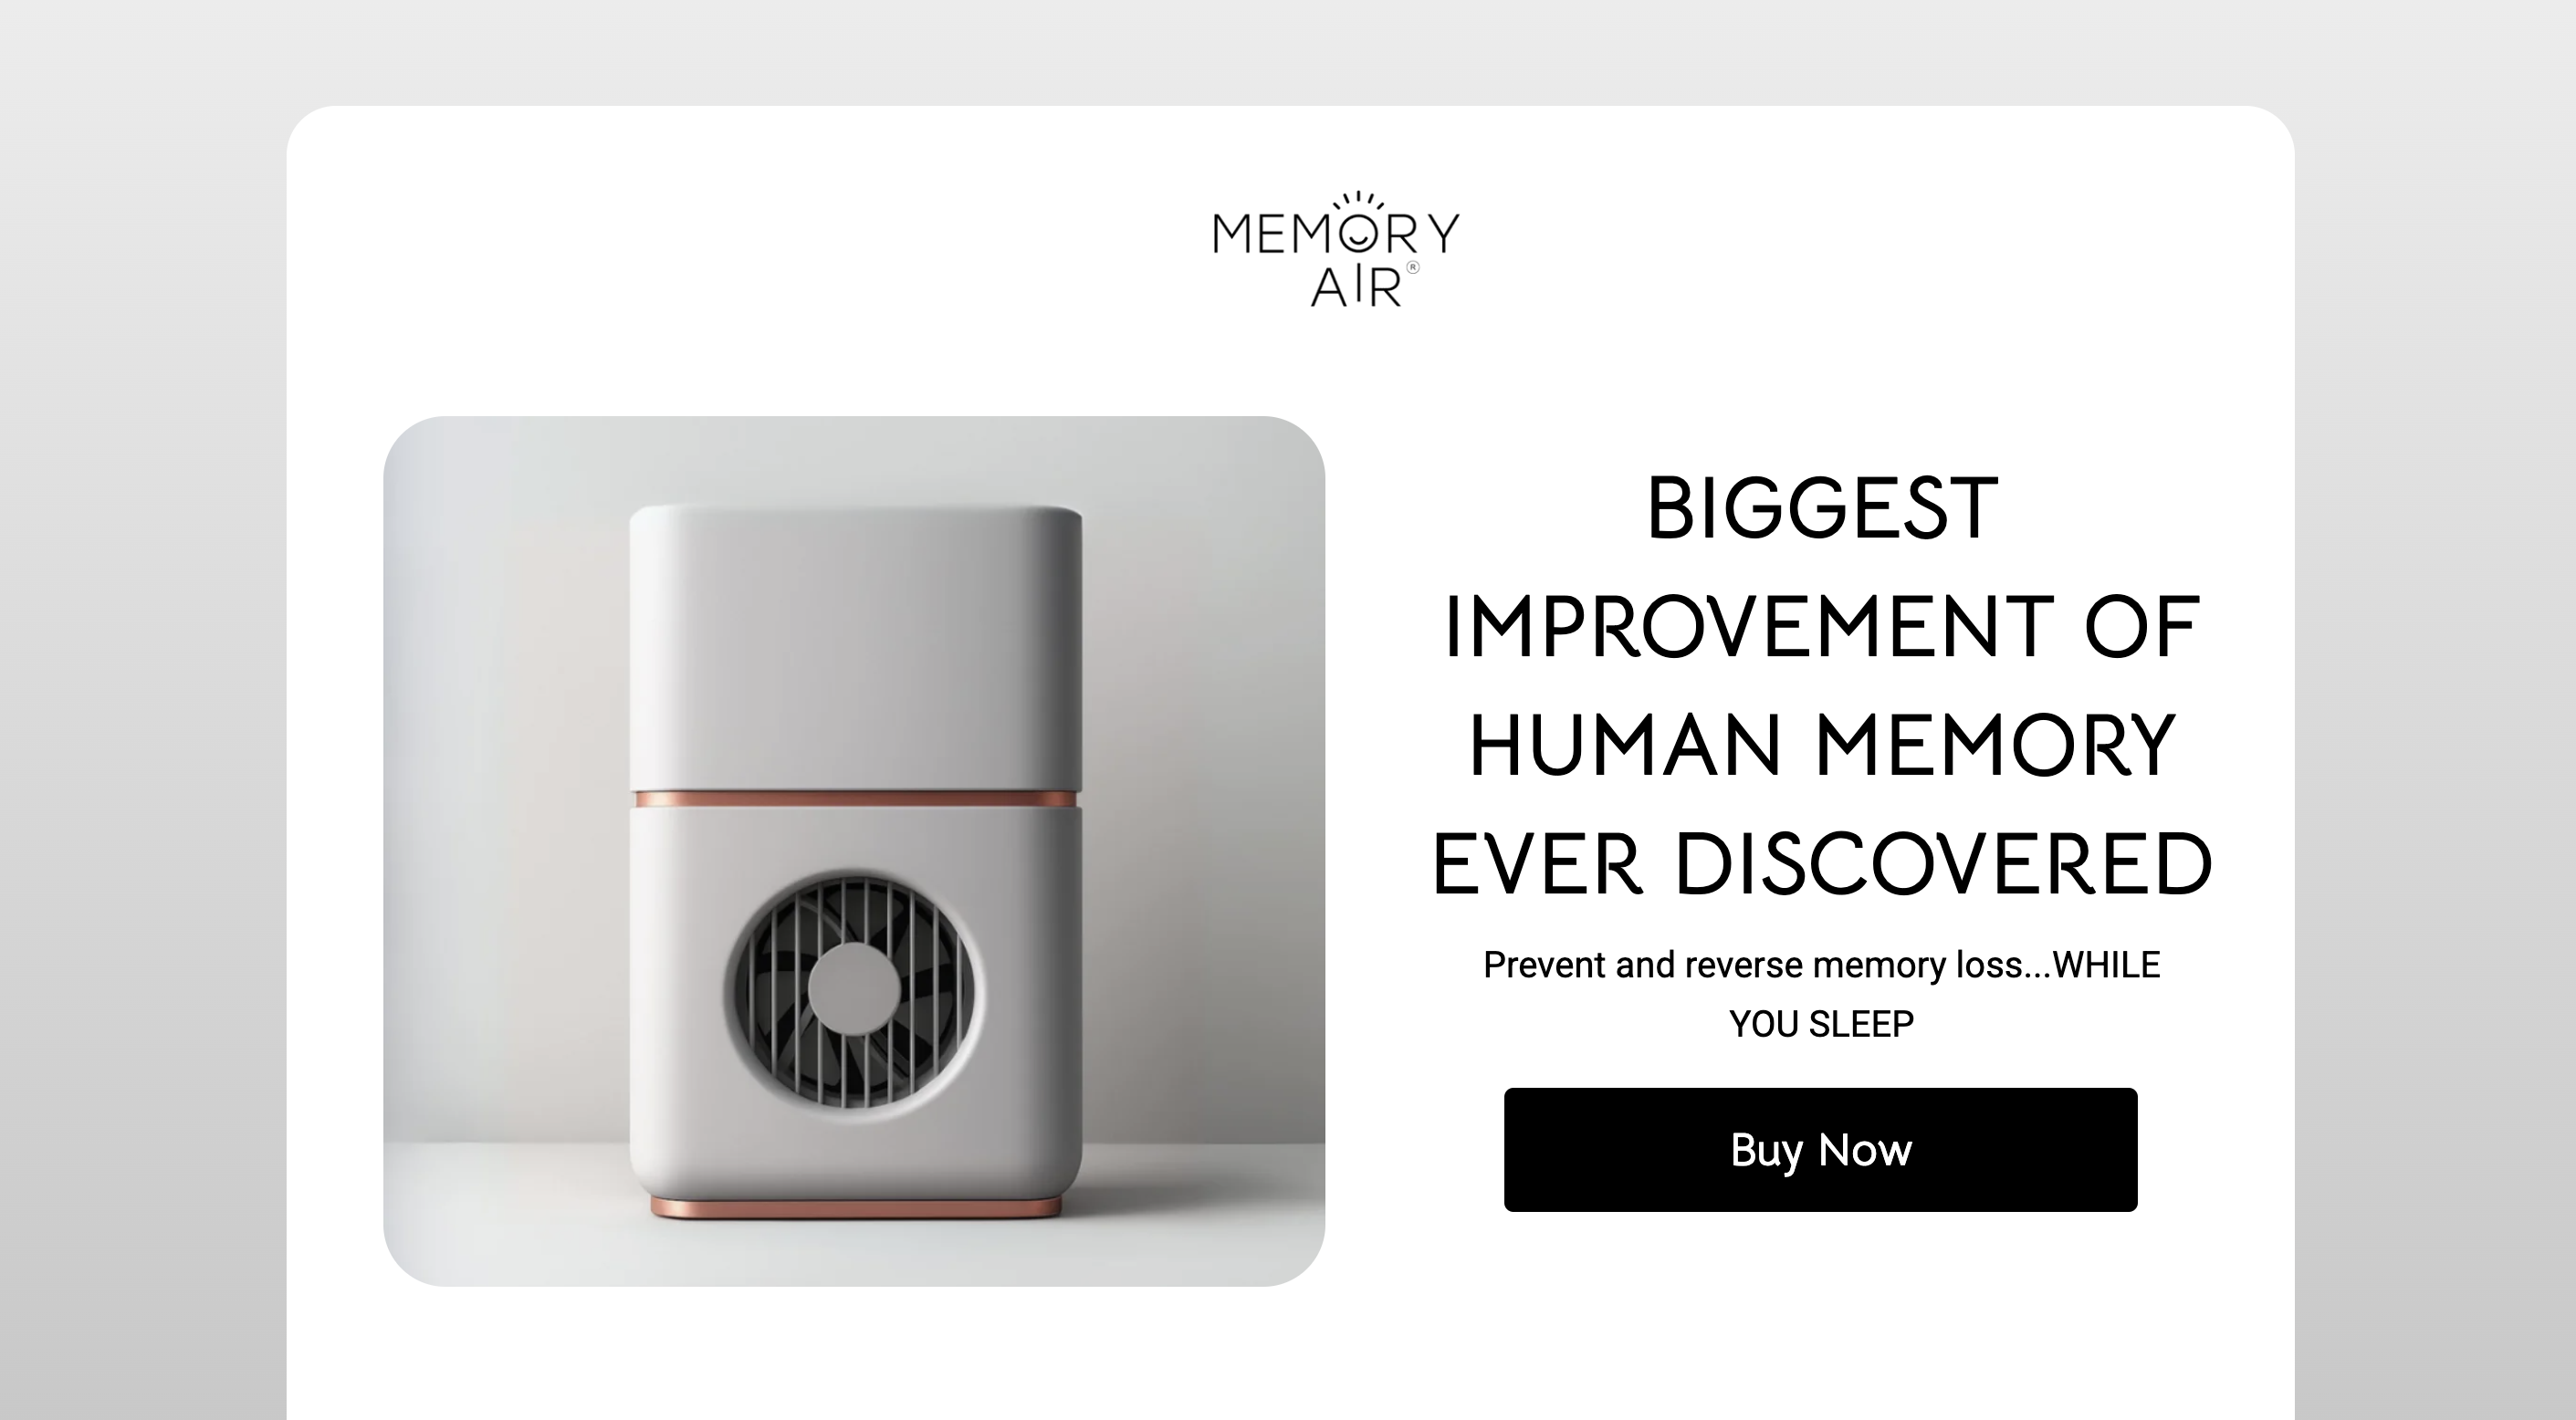 MEMORY
AIR®
BIGGEST
IMPROVEMENT OF
HUMAN MEMORY
EVER DISCOVERED
Prevent and reverse memory loss...WHILE
YOU SLEEP
Buy Now